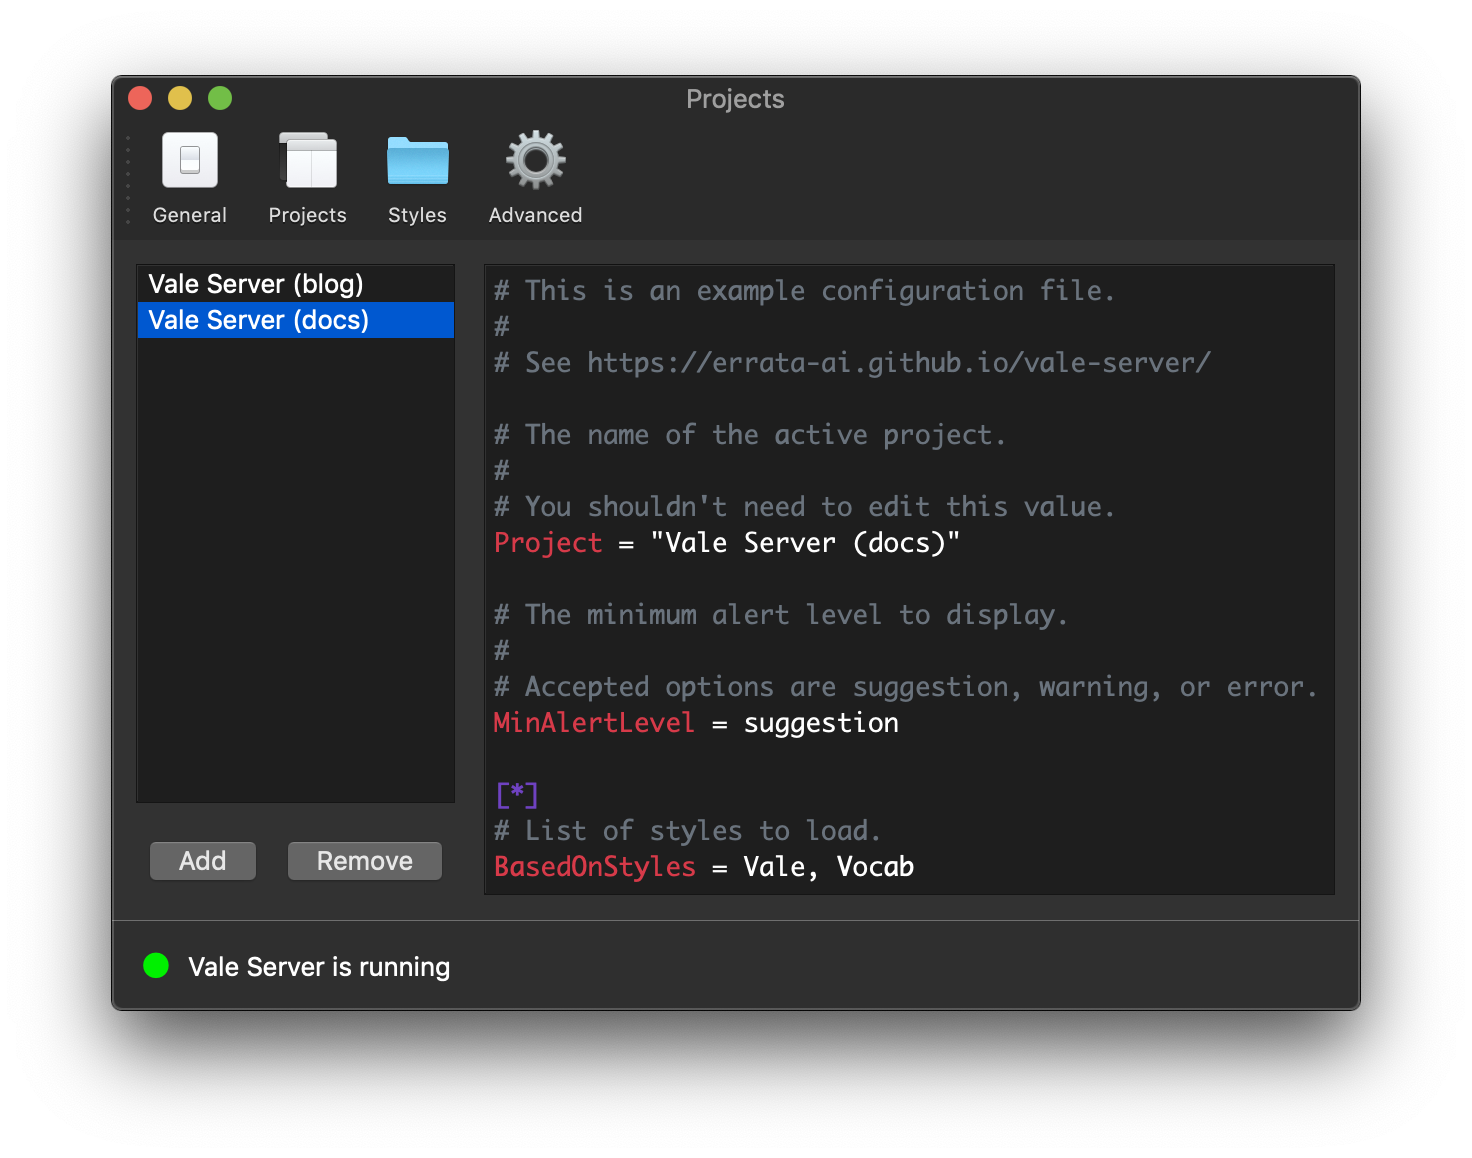 Projects
General
Projects
Styles
Advanced
Vale Server (blog)
Vale Server (docs)
Add
Remove
# This is an example configuration file.
#
# See https://errata-ai.github.io/vale-server/
# The name of the active project.
#
# You shouldn't need to edit this value.
Project = "Vale Server (docs)"
# The minimum alert level to display.
#
# Accepted options are suggestion, warning, or error.
MinAlertLevel = suggestion
[*]
# List of styles to load.
BasedOnStyles = Vale, Vocab
Vale Server is running